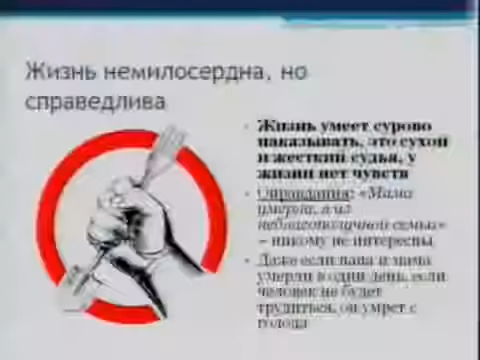 Жизнь немилосердна, но
справедлива
Жизнь умеет сурово
наказывать, это сухой
и жесткий судья, у
жизни нет чувств
Оправдания: «Мама
умерла, я из
неблагополучной семьи»
– никому не интересны
Даже если папа и мама
умерли в один день, если
человек не будет
трудиться, он умрет с
голода